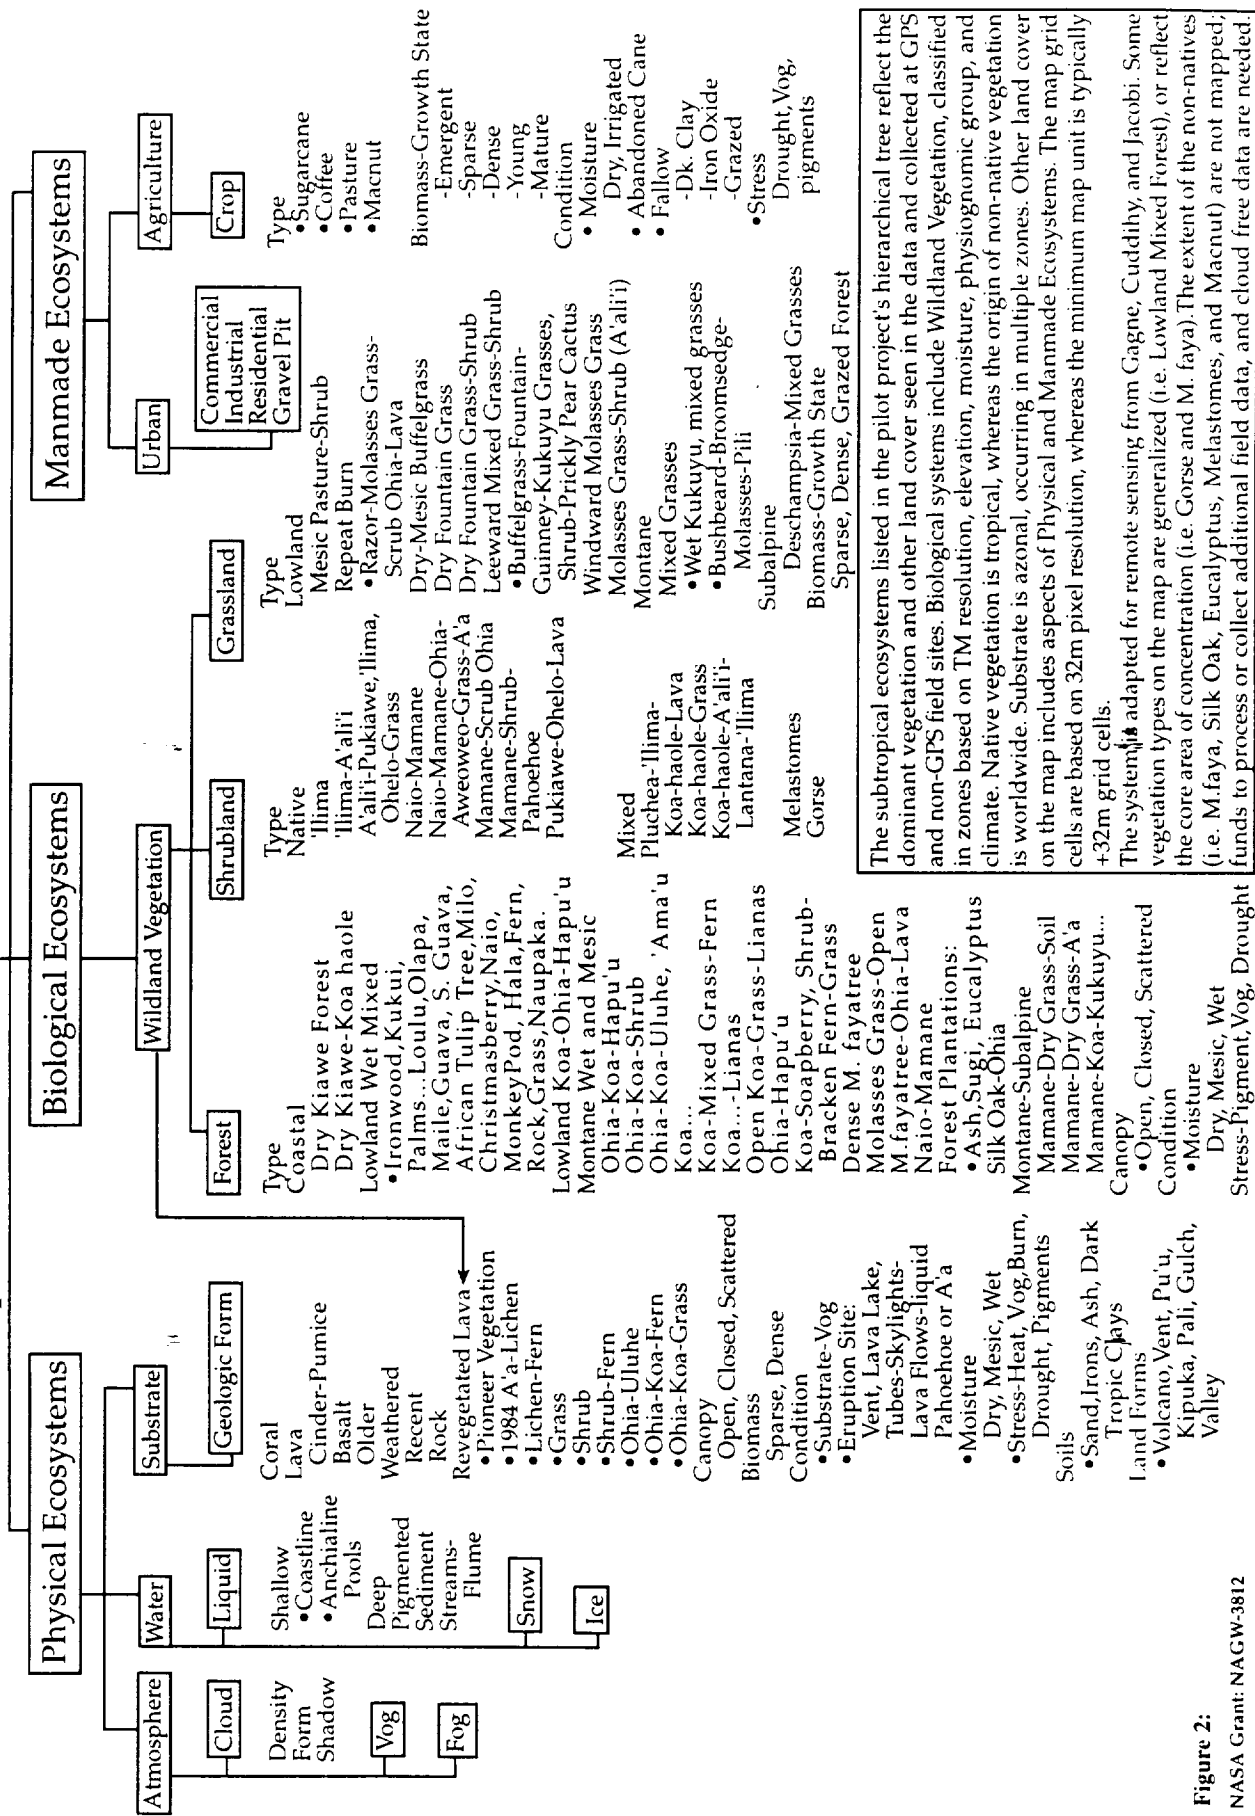 Physical Ecosystems
Atmosphere
Cloud
Density
Form
Shadow
Vog
Fog
Water
Liquid
Shallow
•Coastline
•Anchialine
Pools
Deep
Pigmented
Sediment
Streams-
Flume
Snow
Ice
Substrate
Geologic Form
Coral
Lava
Cinder-Pumice
Basalt
Older
Weathered
Recent
Rock
Revegetated Lava
•Pioneer Vegetation
•1984 A'a-Lichen
•Lichen-Fern
•Grass
•Shrub
•Shrub-Fern
•Ohia-Uluhe
•Ohia-Koa-Fern
•Ohia-Koa-Grass
Canopy
Open, Closed, Scattered
Biomass
Sparse, Dense
Condition
•Substrate-Vog
•Eruption Site:
Vent, Lava Lake,
Tubes-Skylights-
Lava Flows-liquid
Pahoehoe or A'a
•Moisture
Dry, Mesic, Wet
•Stress-Heat, Vog,Burn,
Drought, Pigments
Soils
•Sand,Irons, Ash, Dark
Tropic Clays
Land Forms
•Volcano,Vent, Pu'u,
Kipuka, Pali, Gulch,
Valley
Biological Ecosystems
Wildland Vegetation
Forest
Type
Coastal
Dry Kiawe Forest
Dry Kiawe-Koa haole
Lowland Wet Mixed
•Ironwood,Kukui,
Palms...Loulu,Olapa,
Maile,Guava, S. Guava,
African Tulip Tree,Milo,
Christmasberry,Naio,
MonkeyPod, Hala,Fern,
Rock,Grass,Naupaka.
Lowland Koa-Ohia-Hapu'u
Montane Wet and Mesic
Ohia-Koa-Hapu'u
Ohia-Koa-Shrub
Ohia-Koa-Uluhe, 'Ama'u
Koa...
Koa-Mixed Grass-Fern
Koa...-Lianas
Open Koa-Grass-Lianas
Ohia-Hapu'u
Koa-Soapberry, Shrub-
Bracken Fern-Grass
Dense M. fayatree
Molasses Grass-Open
M.fayatree-Ohia-Lava
Naio-Mamane
Forest Plantations:
•Ash,Sugi, Eucalyptus
Silk Oak-Ohia
Montane-Subalpine
Mamane-Dry Grass-Soil
Mamane-Dry Grass-A'a
Mamane-Koa-Kukuyu...
Canopy
•Open, Closed, Scattered
Condition
•Moisture
Dry, Mesic, Wet
Stress-Pigment,Vog, Drought
Shrubland
Type
Native
'Ilima
'Ilima-A'ali'i
A'ali'i-Pukiawe,'Ilima,
Ohelo-Grass
Naio-Mamane
Naio-Mamane-Ohia-
Aweoweo-Grass-A'a
Mamane-Scrub Ohia
Mamane-Shrub-
Pahoehoe
Pukiawe-Ohelo-Lava
Mixed
Pluchea-'Ilima-
Koa-haole-Lava
Koa-haole-Grass
Koa-haole-A'ali'i-
Lantana-'Ilima
Melastomes
Gorse
Grassland
Type
Lowland
Mesic Pasture-Shrub
Repeat Burn
•Razor-Molasses Grass-
Scrub Ohia-Lava
Dry-Mesic Buffelgrass
Dry Fountain Grass
Dry Fountain Grass-Shrub
Leeward Mixed Grass-Shrub
•Buffelgrass-Fountain-
Guinney-Kukuyu Grasses,
Shrub-Prickly Pear Cactus
Windward Molasses Grass
Molasses Grass-Shrub (A'ali'i)
Montane
Mixed Grasses
•Wet Kukuyu, mixed grasses
•Bushbeard-Broomsedge-
Molasses-Pili
Subalpine
Deschampsia-Mixed Grasses
Biomass-Growth State
Sparse, Dense, Grazed Forest
Manmade Ecosystems
Urban
Commercial
Industrial
Residential
Gravel Pit
Agriculture
Crop
Type
•Sugarcane
•Coffee
•Pasture
•Macnut
Biomass-Growth State
-Emergent
-Sparse
-Dense
-Young
-Mature
Condition
• Moisture
Dry, Irrigated
• Abandoned Cane
• Fallow
-Dk. Clay
-Iron Oxide
-Grazed
•Stress
Drought,Vog,
pigments
The subtropical ecosystems listed in the pilot project's hierarchical tree reflect the
dominant vegetation and other land cover seen in the data and collected at GPS
and non-GPS field sites. Biological systems include Wildland Vegetation, classified
in zones based on TM resolution, elevation, moisture, physiognomic group, and
climate. Native vegetation is tropical, whereas the origin of non-native vegetation
is worldwide. Substrate is azonal, occurring in multiple zones. Other land cover
on the map includes aspects of Physical and Manmade Ecosystems. The map grid
cells are based on 32m pixel resolution, whereas the minimum map unit is typically
+32m grid cells.
The system is adapted for remote sensing from Gagne, Cuddihy, and Jacobi. Some
vegetation types on the map are generalized (i.e. Lowland Mixed Forest), or reflect
the core area of concentration (i.e. Gorse and M. faya).The extent of the non-natives
(i.e. M.faya, Silk Oak, Eucalyptus, Melastomes, and Macnut) are not mapped;
funds to process or collect additional field data, and cloud free data are needed.
Figure 2:
NASA Grant: NAGW-3812